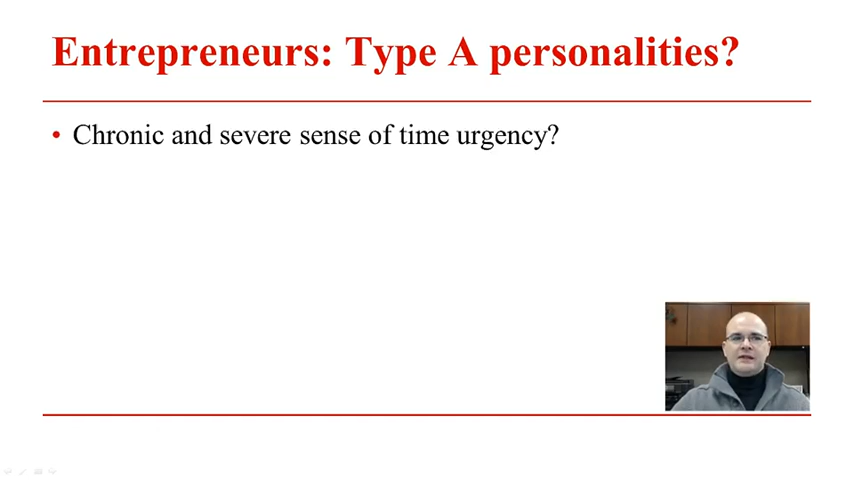 Entrepreneurs: Type A personalities?
• Chronic and severe sense of time urgency?